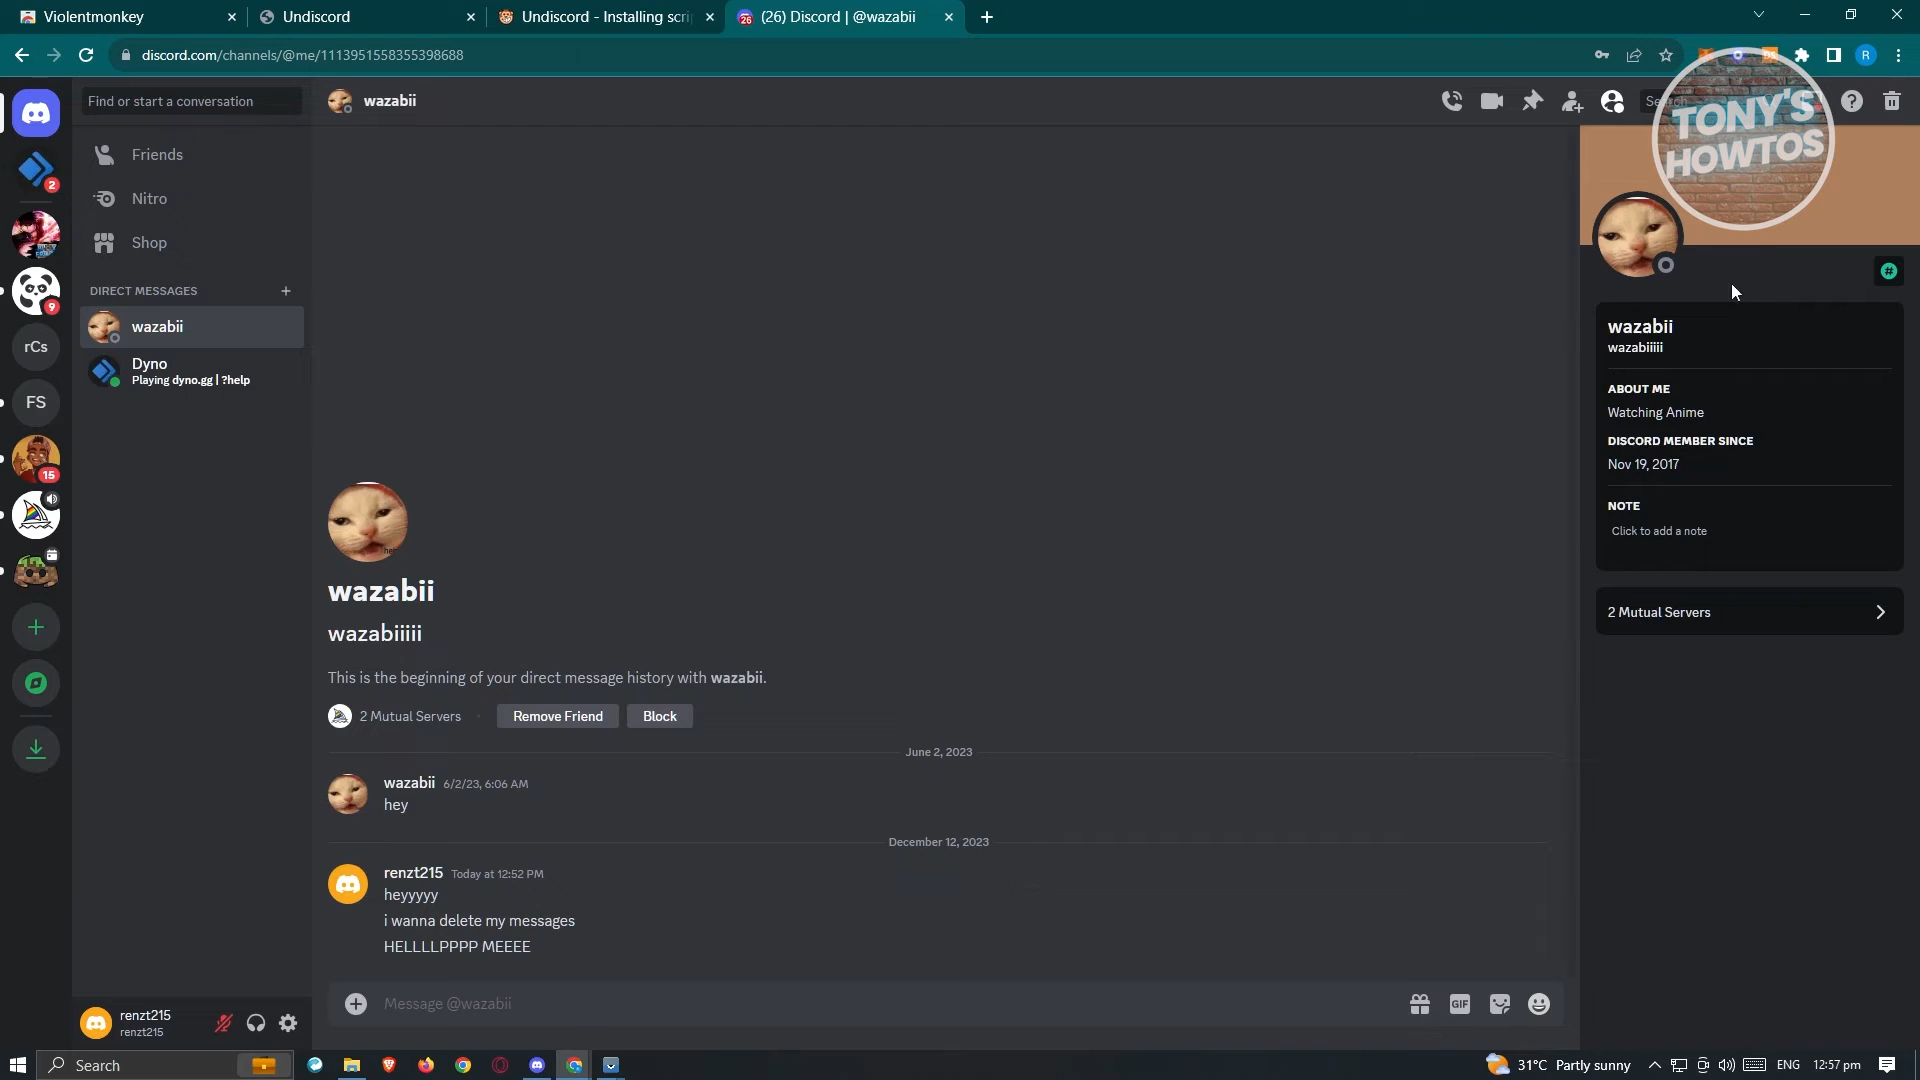 Violentmonkey
Undiscord
Undiscord - Installing scri
(26) Discord | @wazabii
discord.com/channels/@me/1113951558355398688
R
Find or start a conversation
wazabii
TONY'S
HOWTOS
Friends
Nitro
Shop
DIRECT MESSAGES
wazabii
Dyno
Playing dyno.gg | ?help
2
9
rCs
FS
15
wazabii
wazabiiiii
This is the beginning of your direct message history with wazabii.
2 Mutual Servers
Remove Friend
Block
June 2, 2023
wazabii 6/2/23, 6:06 AM
hey
December 12, 2023
renzt215 Today at 12:52 PM
heyyyyy
i wanna delete my messages
HELLLLPPPP MEEEE
Message @wazabii
GIF
wazabii
wazabiiiii
ABOUT ME
Watching Anime
DISCORD MEMBER SINCE
Nov 19, 2017
NOTE
Click to add a note
2 Mutual Servers
renzt215
renzt215
Search
31°C Partly sunny
ENG
12:57 pm